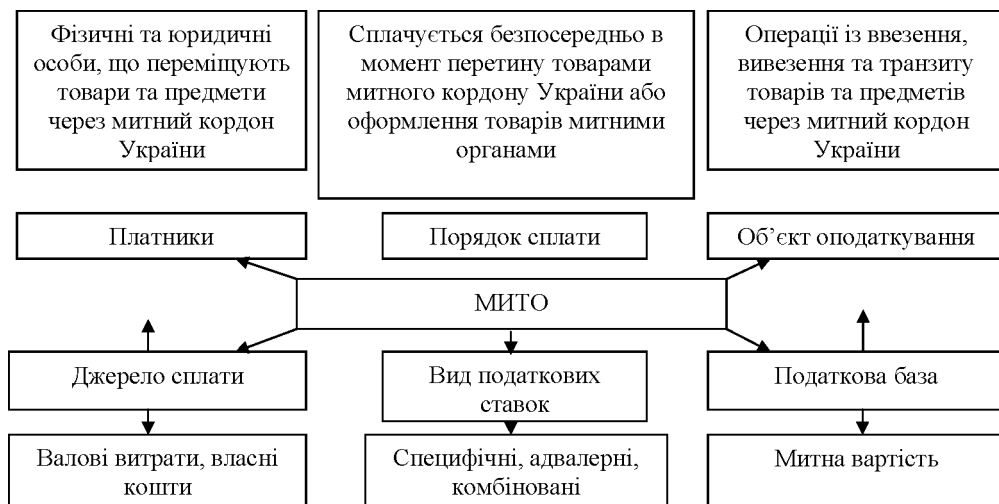 Фізичні та юридичні
особи, що переміщують
товари та предмети
через митний кордон
України
Сплачується безпосередньо в
момент перетину товарами
митного кордону України або
оформлення товарів митними
органами
Операції із ввезення,
вивезення та транзиту
товарів та предметів
через митний кордон
України
Платники
Порядок сплати
Об’єкт оподаткування
МИТО
Джерело сплати
Вид податкових
ставок
Податкова база
Валові витрати, власні
кошти
Специфічні, адвалерні,
комбіновані
Митна вартість